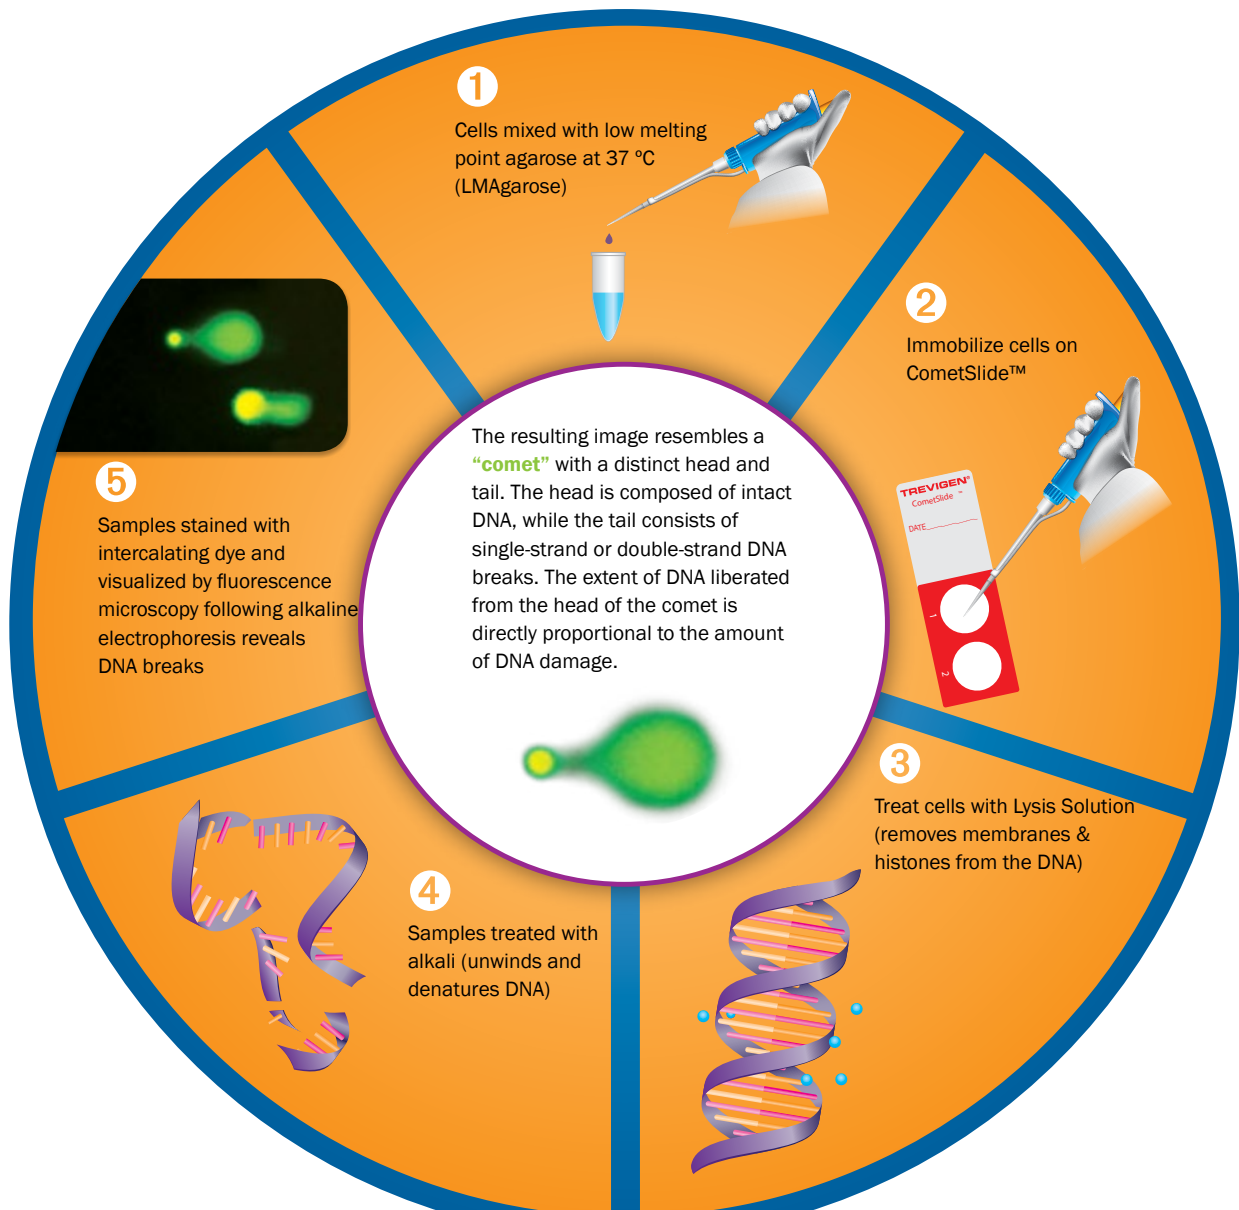 1
Cells mixed with low melting
point agarose at 37 ºC
(LMAgarose)
2
Immobilize cells on
CometSlide™
TREVIGEN®
CometSlide ™
DATE
1
2
3
Treat cells with Lysis Solution
(removes membranes &
histones from the DNA)
4
Samples treated with
alkali (unwinds and
denatures DNA)
5
Samples stained with
intercalating dye and
visualized by fluorescence
microscopy following alkaline
electrophoresis reveals
DNA breaks
The resulting image resembles a
“comet” with a distinct head and
tail. The head is composed of intact
DNA, while the tail consists of
single-strand or double-strand DNA
breaks. The extent of DNA liberated
from the head of the comet is
directly proportional to the amount
of DNA damage.